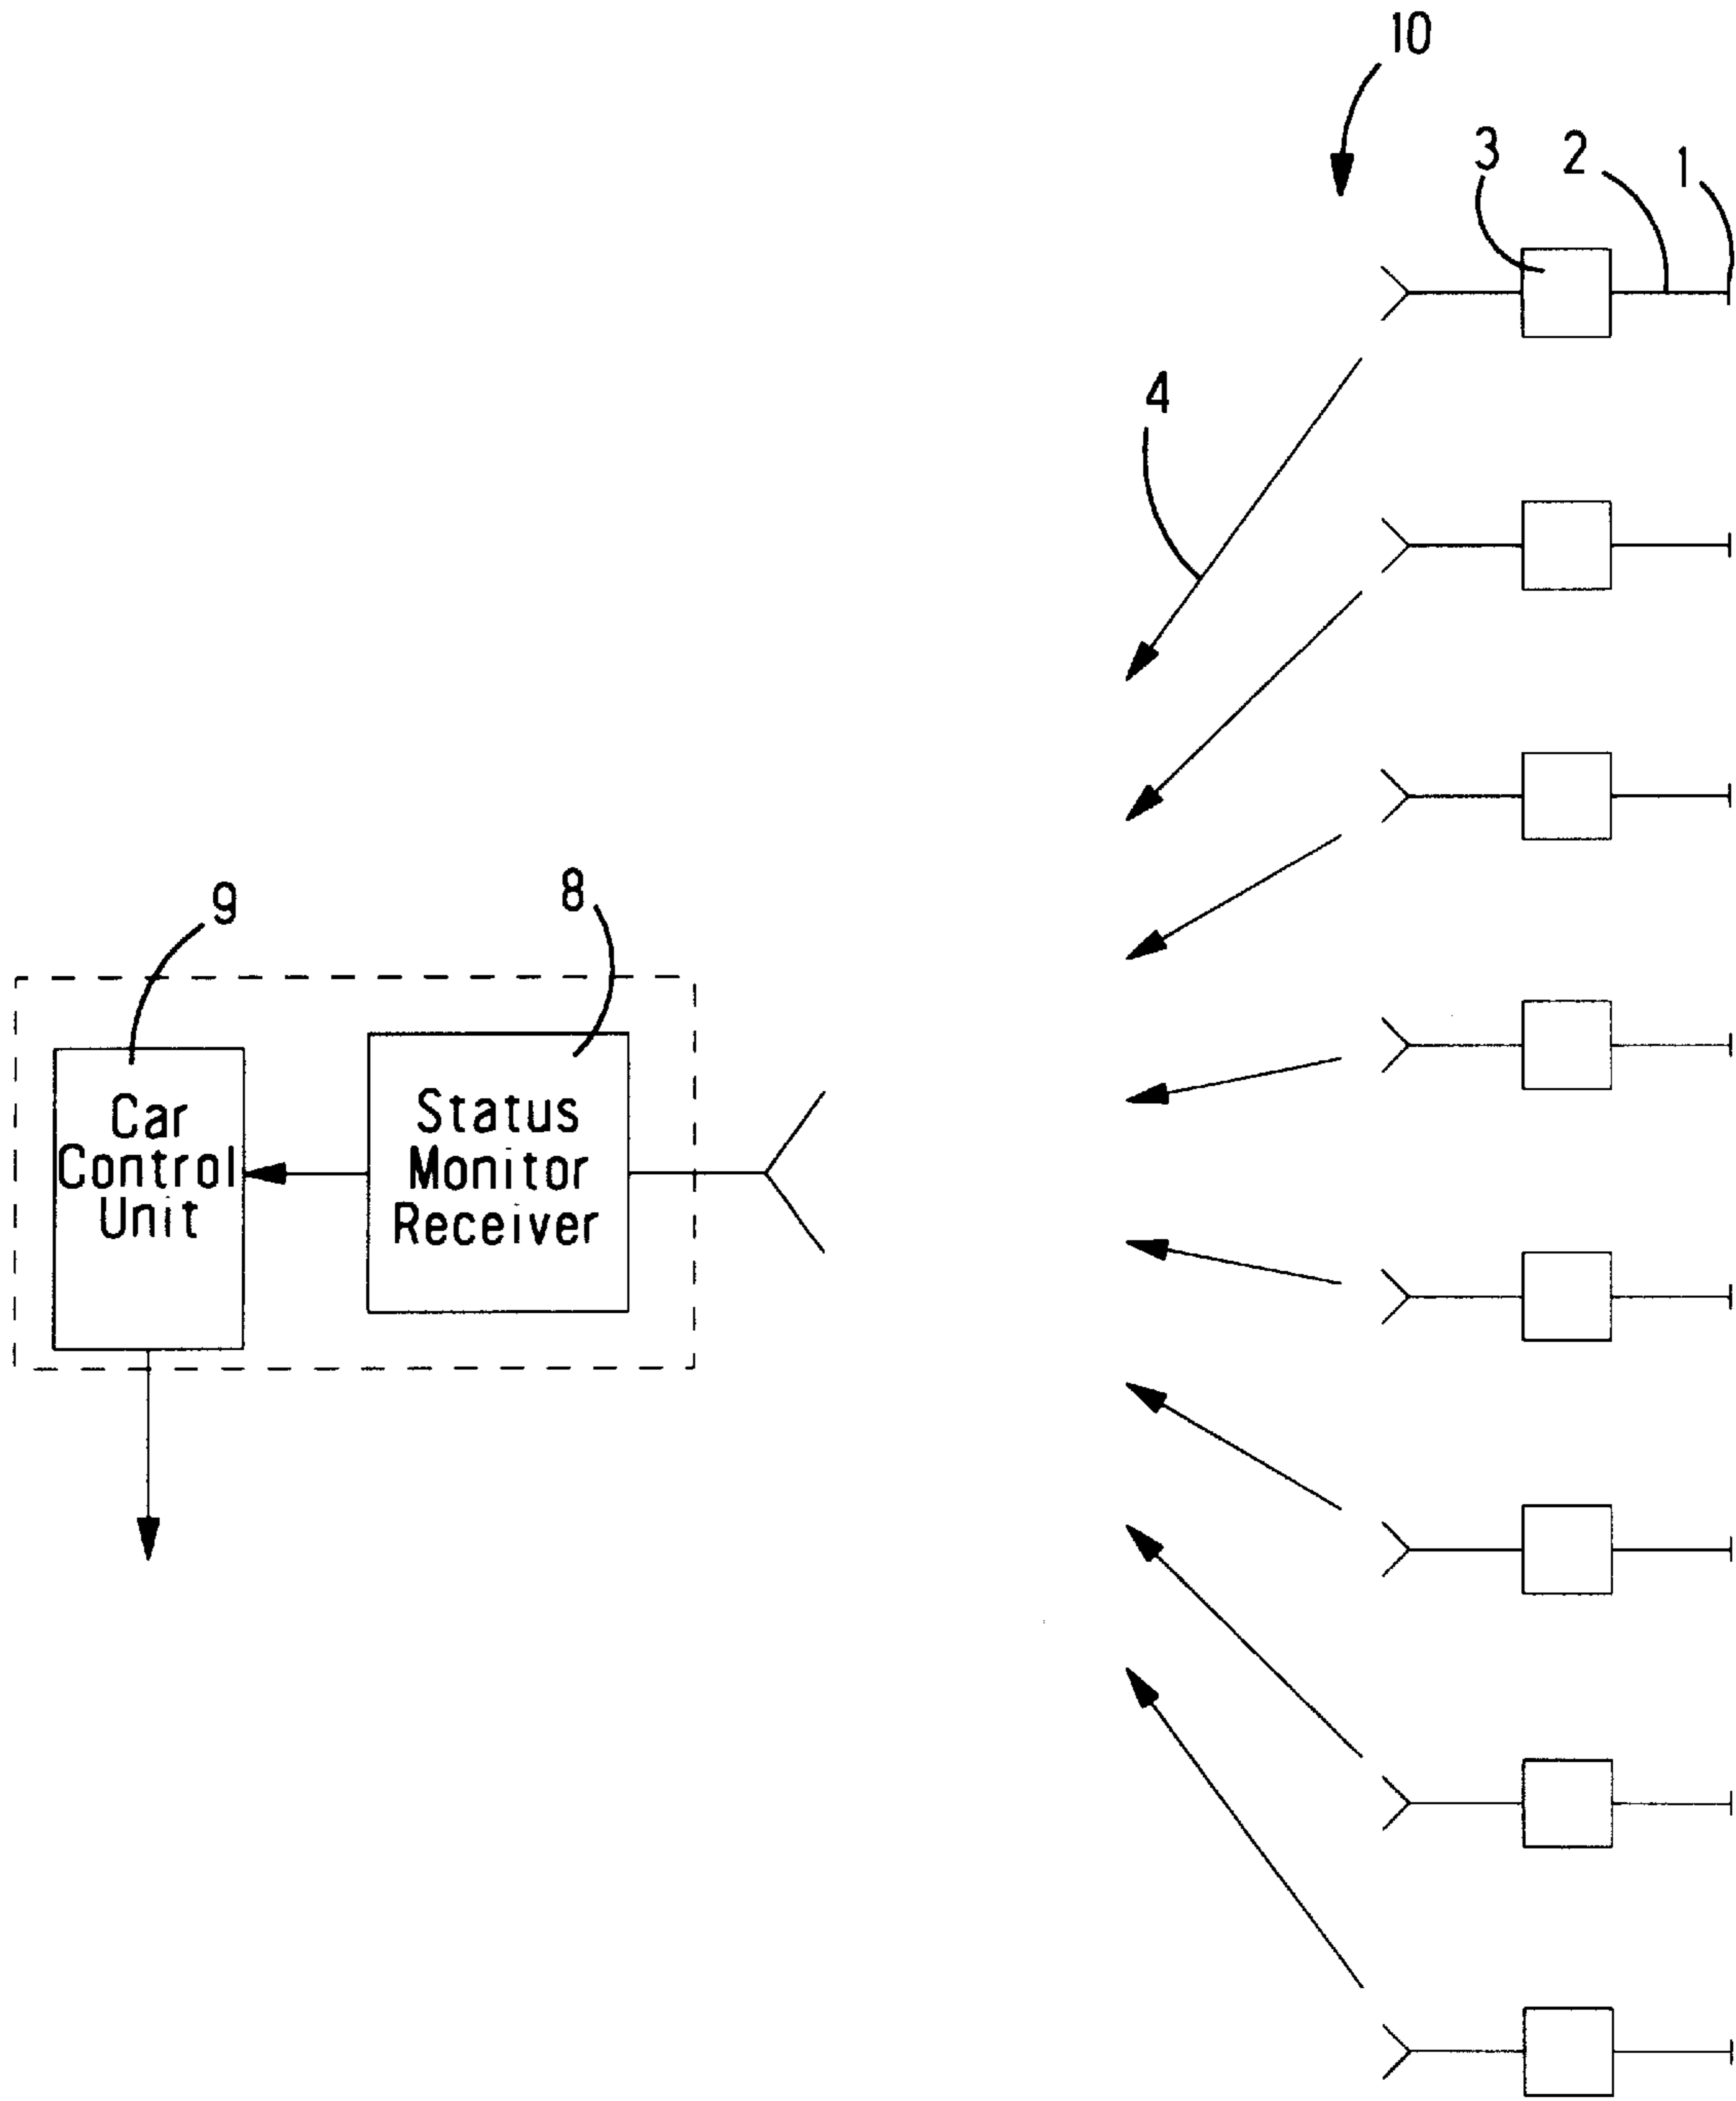 10
3 2 1
4
9 8
Car
Control
Unit
Status
Monitor
Receiver